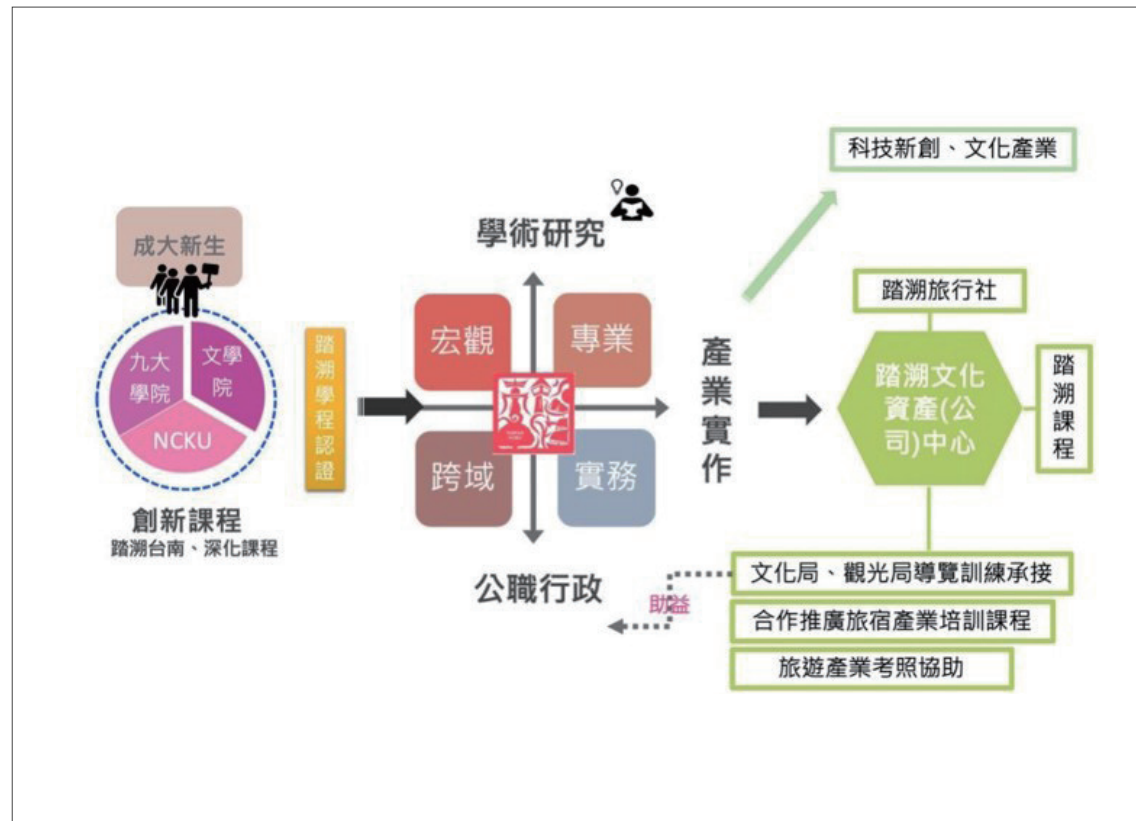 成大新生
九大
學院
文學
院
NCKU
創新課程
踏溯台南、深化課程
踏溯學程認證
學術研究
宏觀
專業
跨域
實務
公職行政
產業實作
科技新創、文化產業
踏溯旅行社
踏溯文化
資產(公
司)中心
踏溯課程
文化局、觀光局導覽訓練承接
助益
合作推廣旅宿產業培訓課程
旅遊產業考照協助